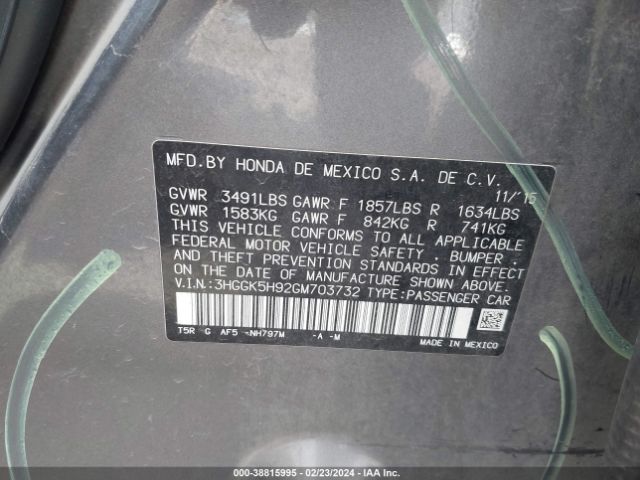 MFD.BY HONDA DE MEXICO S.A. DE C.V.
11/15
GVWR 3491LBS GAWR F 1857LBS R 1634LBS
GVWR 1583KG GAWR F 842KG R 741KG
THIS VEHICLE CONFORMS TO ALL APPLICABLE
FEDERAL MOTOR VEHICLE SAFETY , BUMPER ,
AND THEFT PREVENTION STANDARDS IN EFFECT
ON THE DATE OF MANUFACTURE SHOWN ABOVE.
V.I.N.:3HGGK5H92GM703732 TYPE:PASSENGER CAR
T5R G AF5 -NH797M -A -M
MADE IN MEXICO
000-38815995 - 02/23/2024 - IAA Inc.